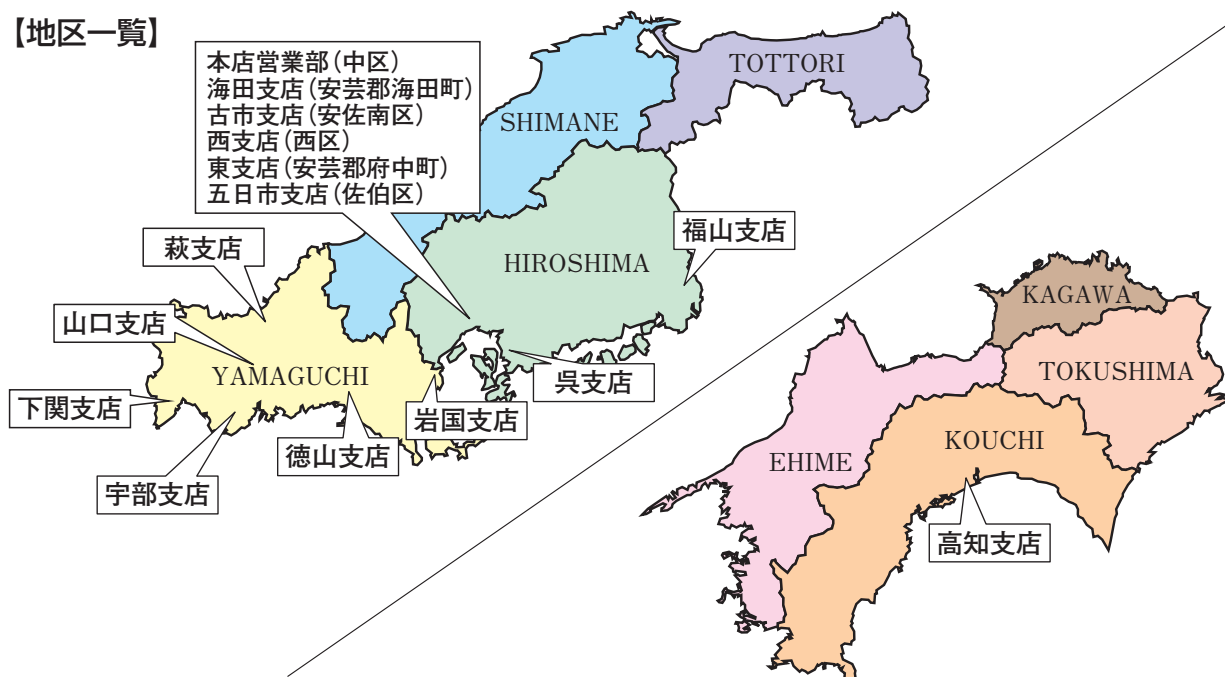 【地区一覧】
本店営業部(中区)
海田支店(安芸郡海田町)
古市支店(安佐南区)
西支店(西区)
東支店(安芸郡府中町)
五日市支店(佐伯区)
TOTTORI
SHIMANE
HIROSHIMA
福山支店
萩支店
山口支店
YAMAGUCHI
下関支店
宇部支店
徳山支店
岩国支店
呉支店
KAGAWA
TOKUSHIMA
EHIME
KOUCHI
高知支店